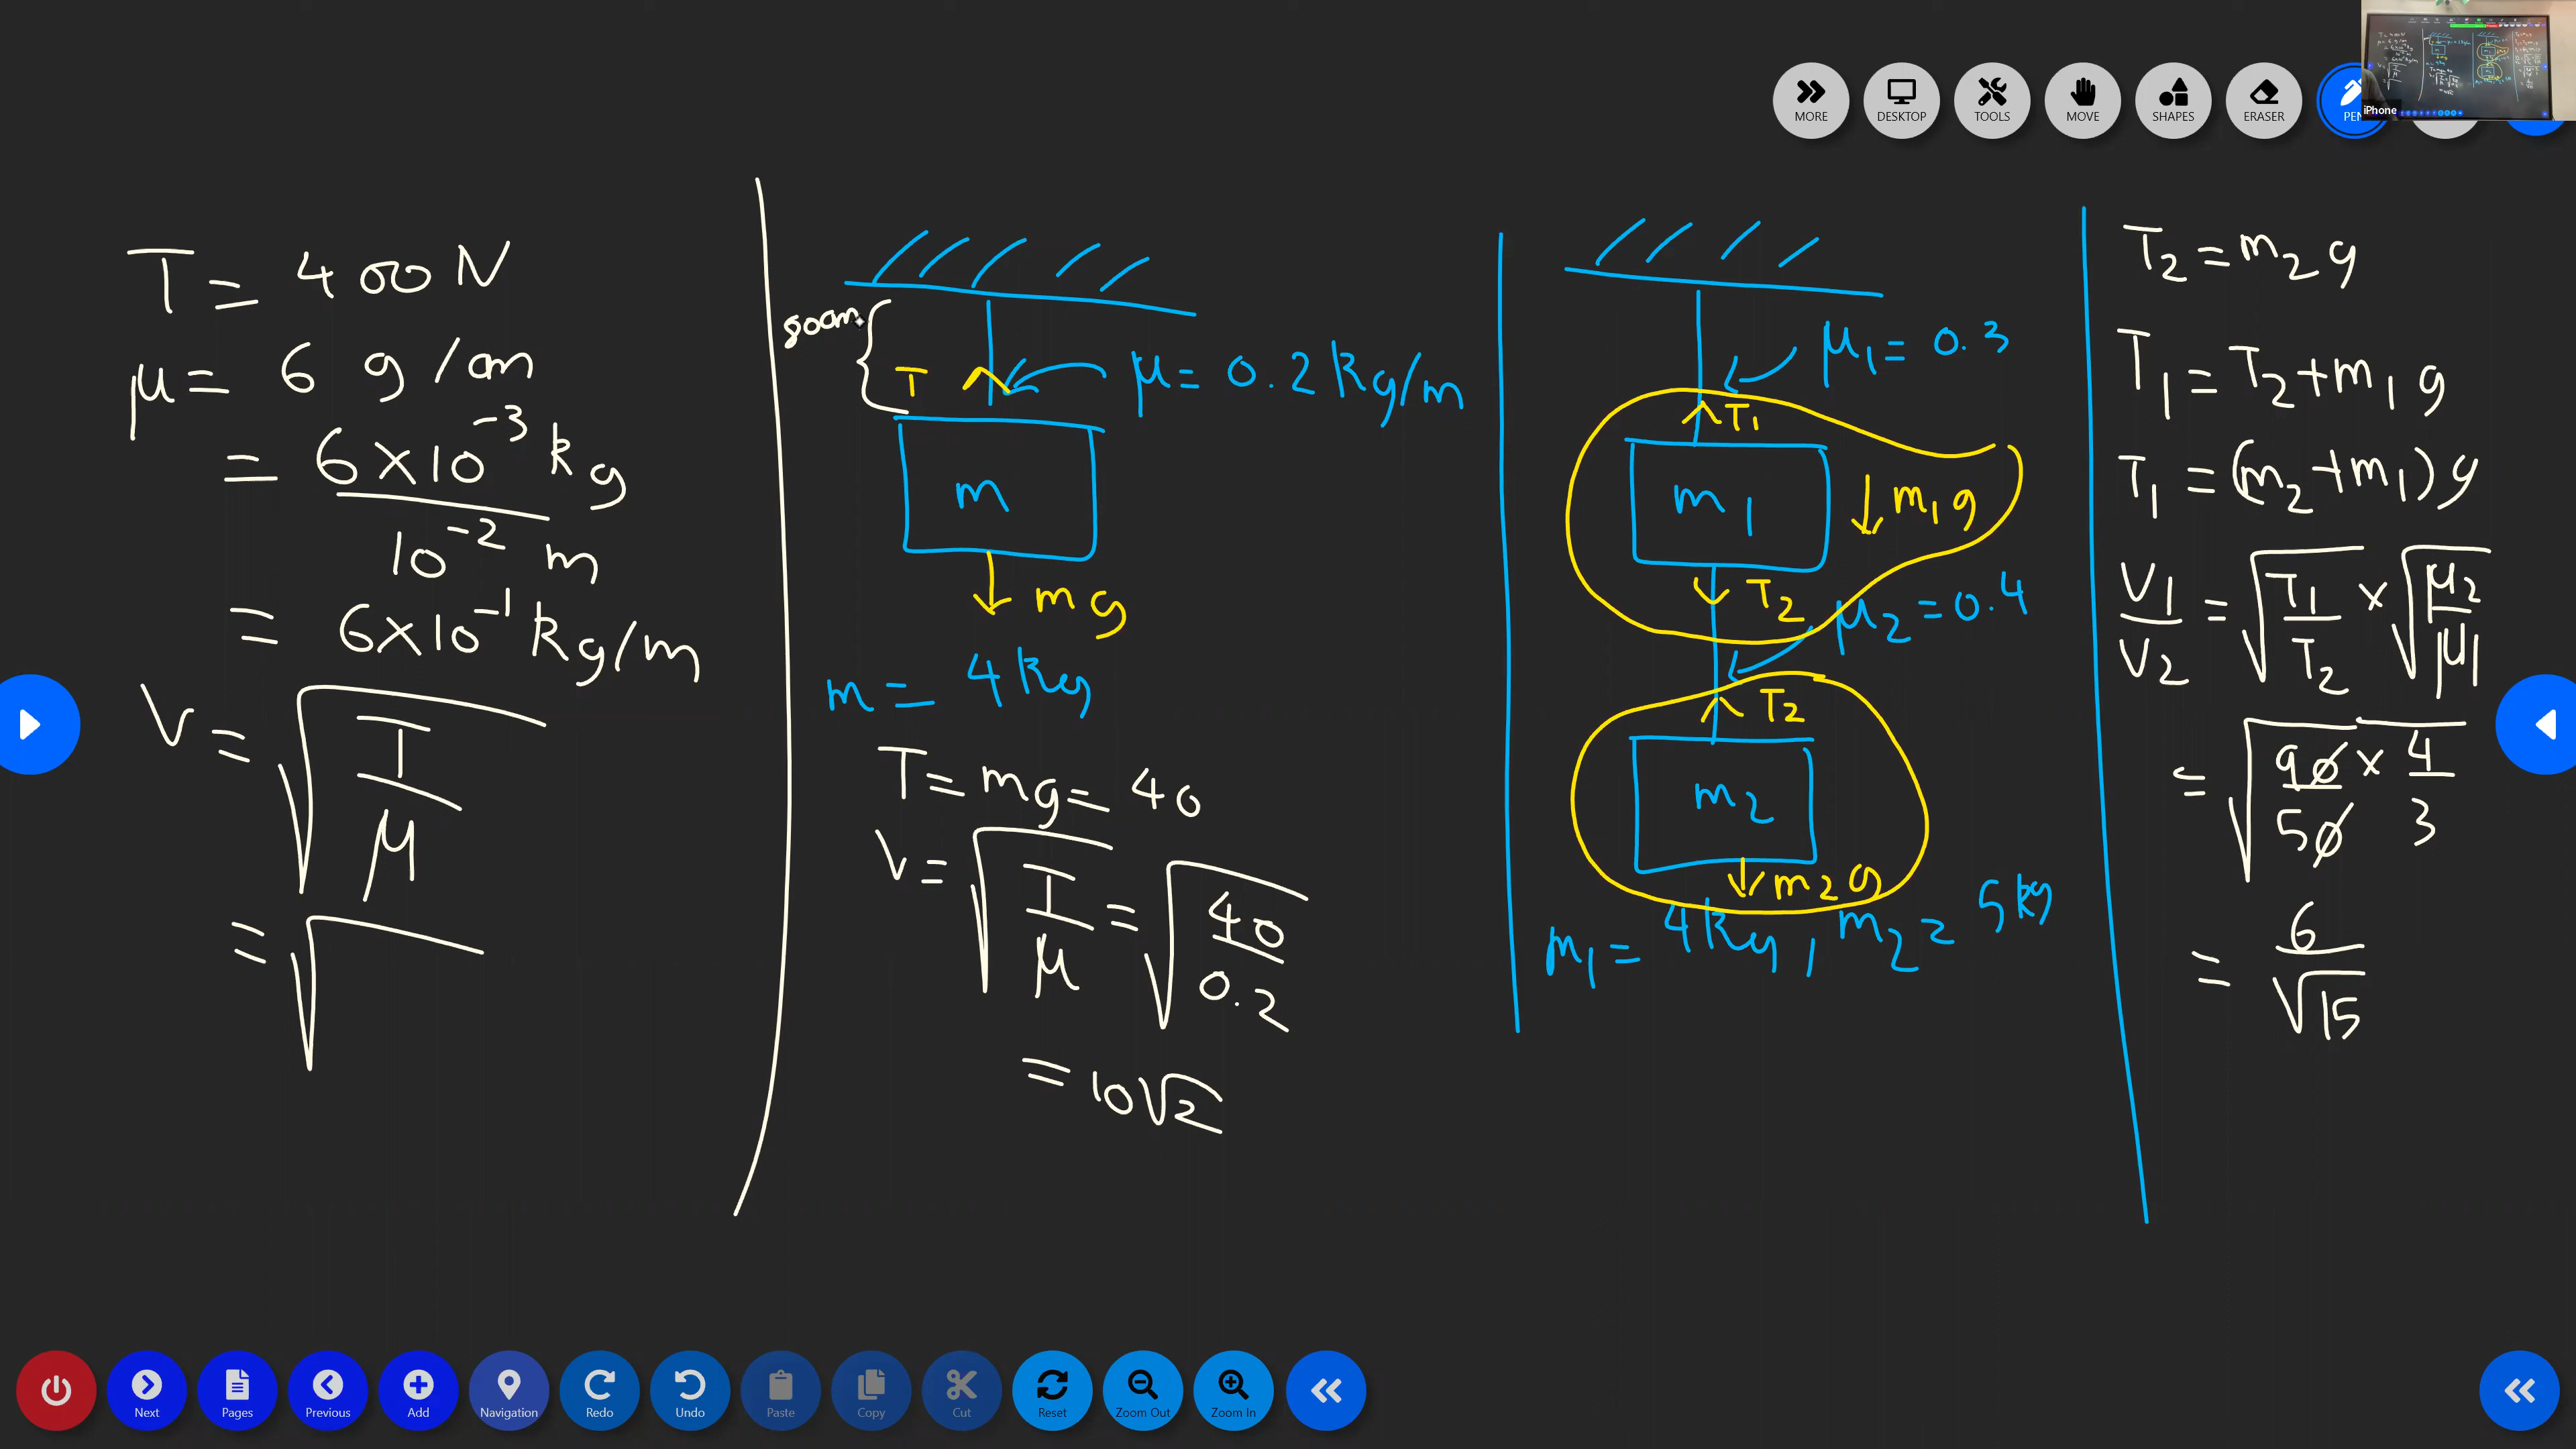 MORE
DESKTOP
TOOLS
MOVE
SHAPES
ERASER
PEN
iPhone
T = 400 N
μ = 6 g/cm
= 6×10⁻³ kg / 10⁻² m
= 6×10⁻¹ kg/m
V = √(T/μ)
= √
80cm
T
μ = 0.2 kg/m
m
mg
m = 4 kg
T = mg = 40
V = √(T/μ) = √(40/0.2)
= 10√2
μ₁ = 0.3
T₁
m₁
↓ m₁g
T₂
μ₂ = 0.4
T₂
m₂
m₂g
m₁ = 4 kg, m₂ = 5 kg
T₂ = m₂g
T₁ = T₂ + m₁g
T₁ = (m₂ + m₁)g
V₁/V₂ = √(T₁/T₂) × √(μ₂/μ₁)
= √(90/50 × 4/3)
= 6/√15
Next
Pages
Previous
Add
Navigation
Redo
Undo
Paste
Copy
Cut
Reset
Zoom Out
Zoom In